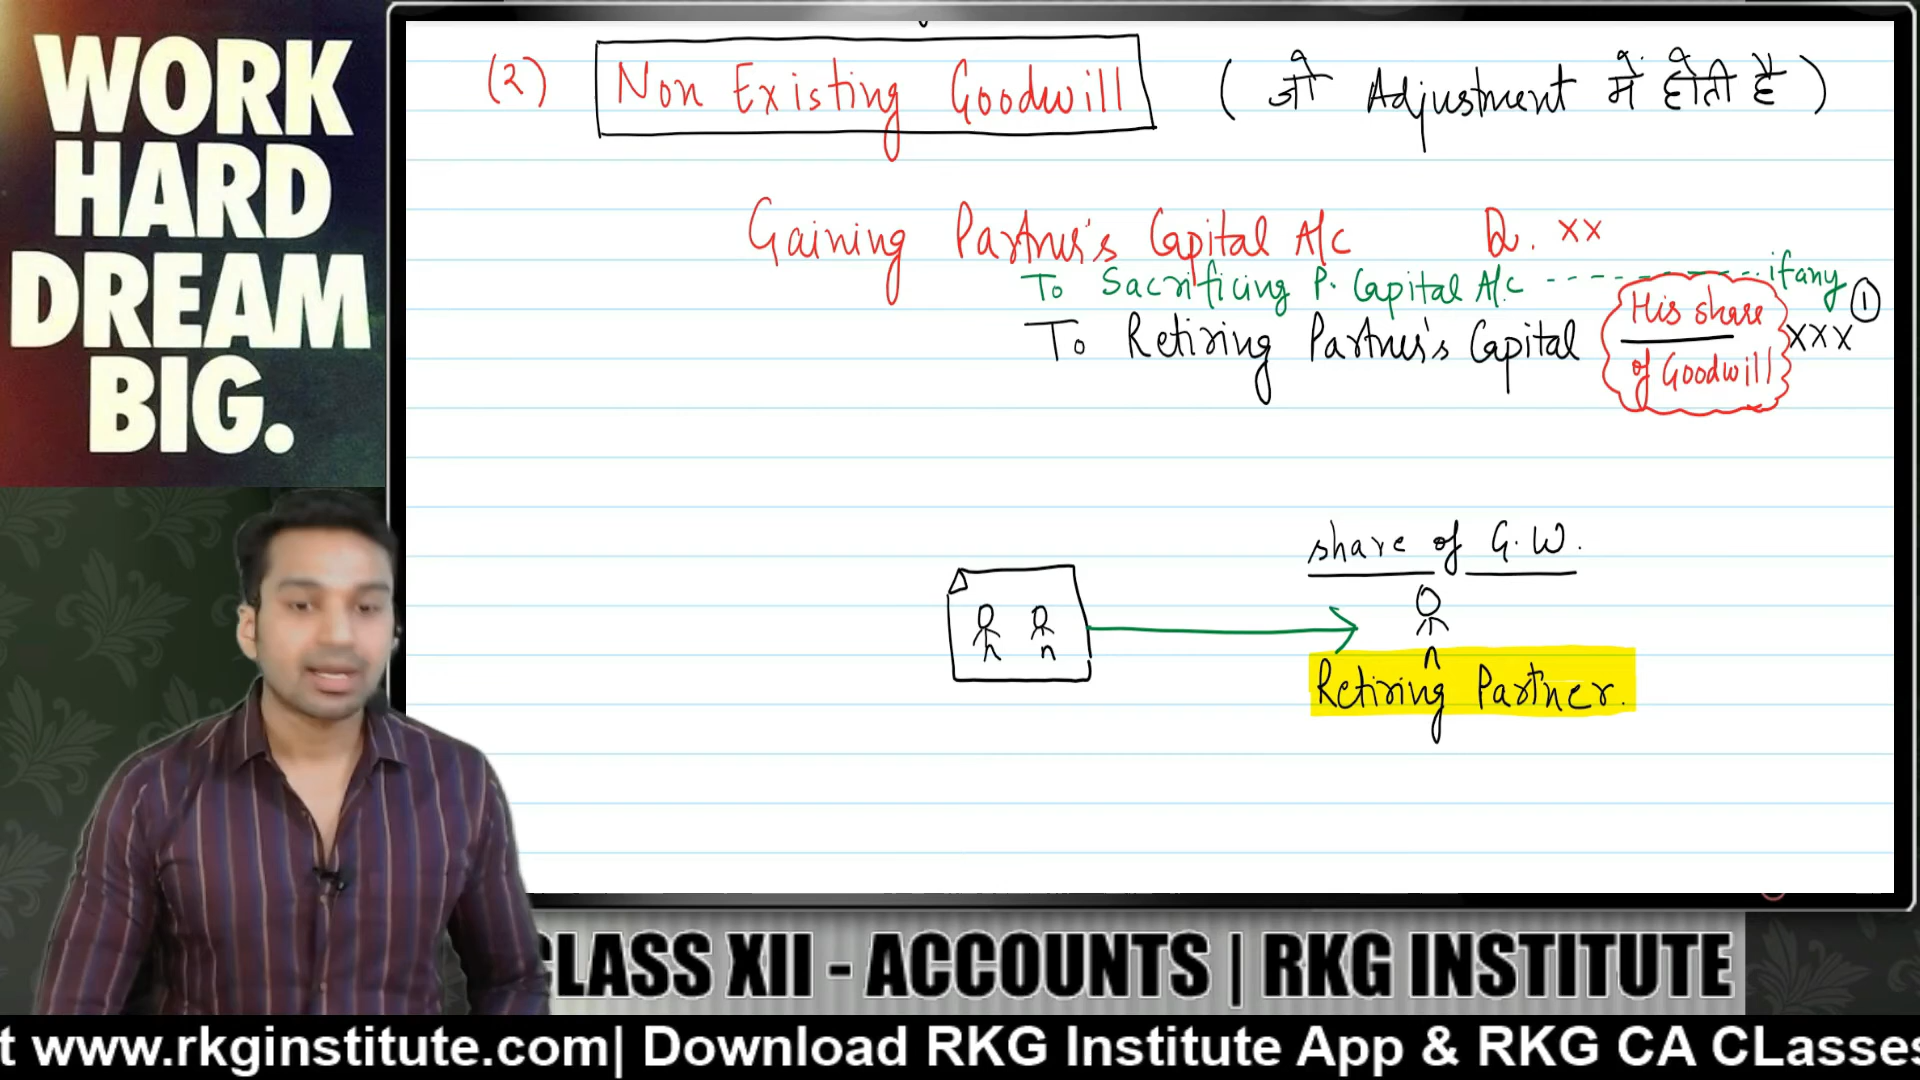 WORK
HARD
DREAM
BIG.
(2) Non Existing Goodwill ( जो Adjustment में होती है )
Gaining Partner's Capital A/c Dr. xx
To Sacrificing P. Capital A/c ---------- if any
To Retiring Partner's Capital His share of Goodwill xxx ①
share of G.W.
Retiring Partner.
CLASS XII - ACCOUNTS | RKG INSTITUTE
t www.rkginstitute.com| Download RKG Institute App & RKG CA CLasses